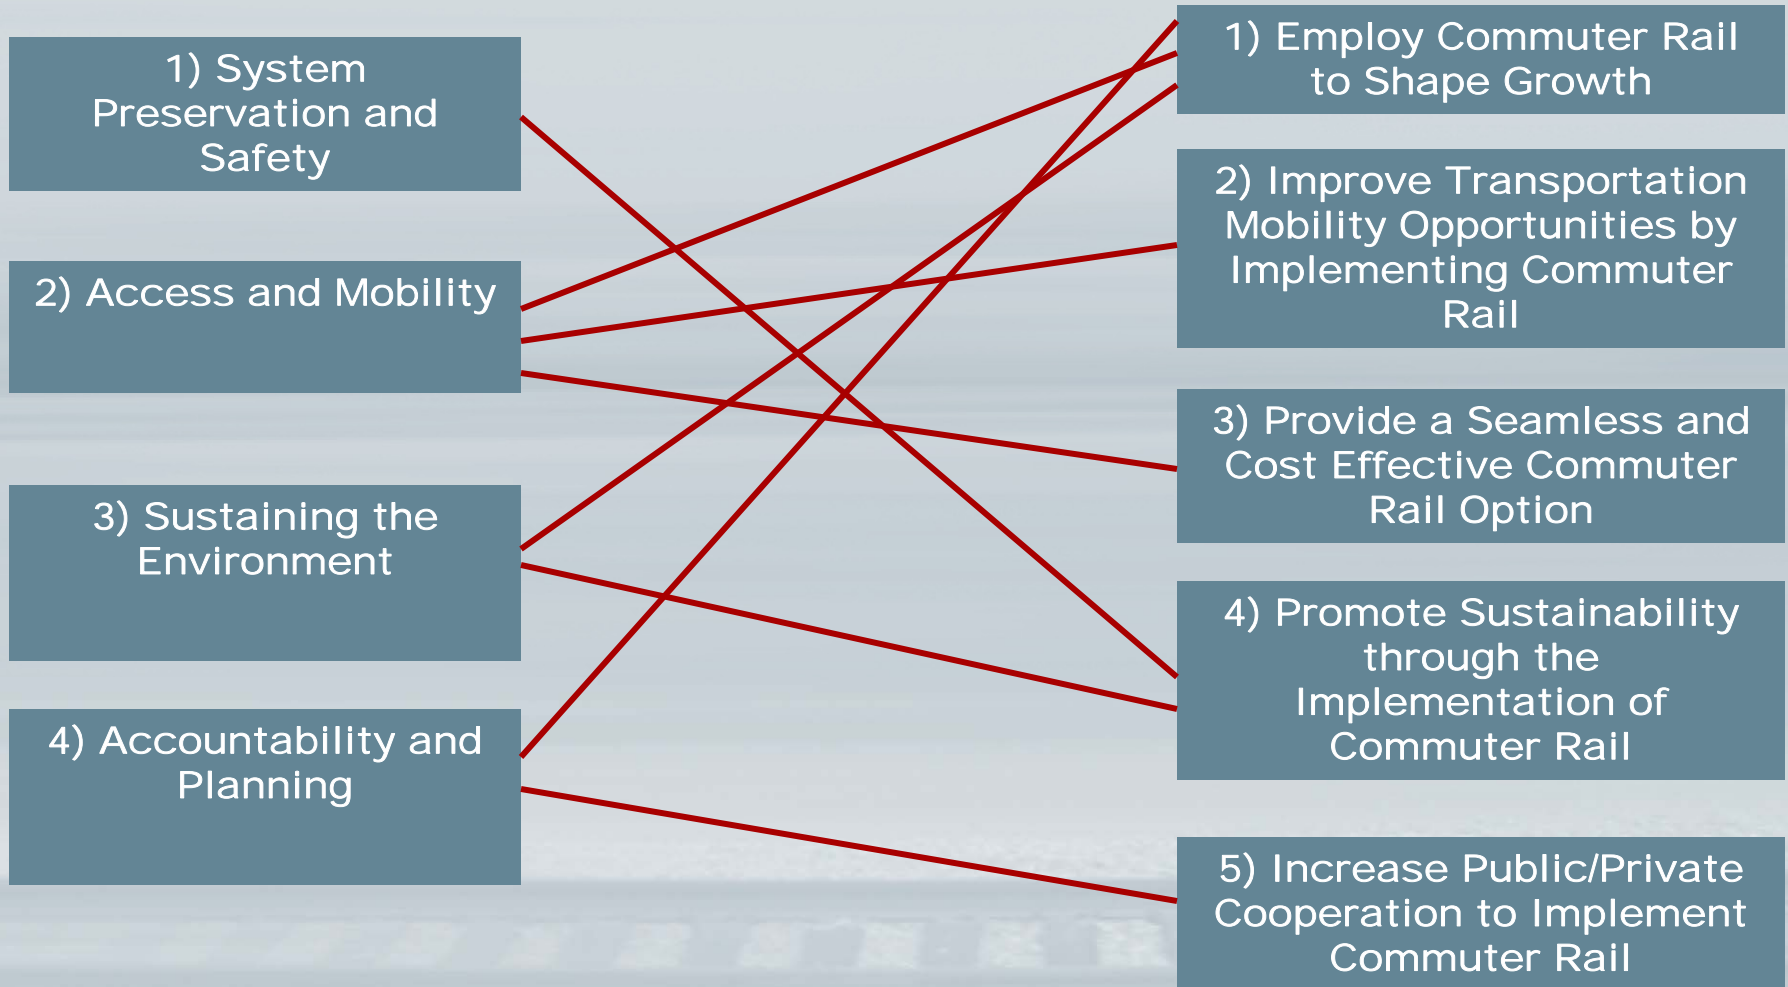 1) System
Preservation and
Safety
2) Access and Mobility
3) Sustaining the
Environment
4) Accountability and
Planning
1) Employ Commuter Rail
to Shape Growth
2) Improve Transportation
Mobility Opportunities by
Implementing Commuter
Rail
3) Provide a Seamless and
Cost Effective Commuter
Rail Option
4) Promote Sustainability
through the
Implementation of
Commuter Rail
5) Increase Public/Private
Cooperation to Implement
Commuter Rail